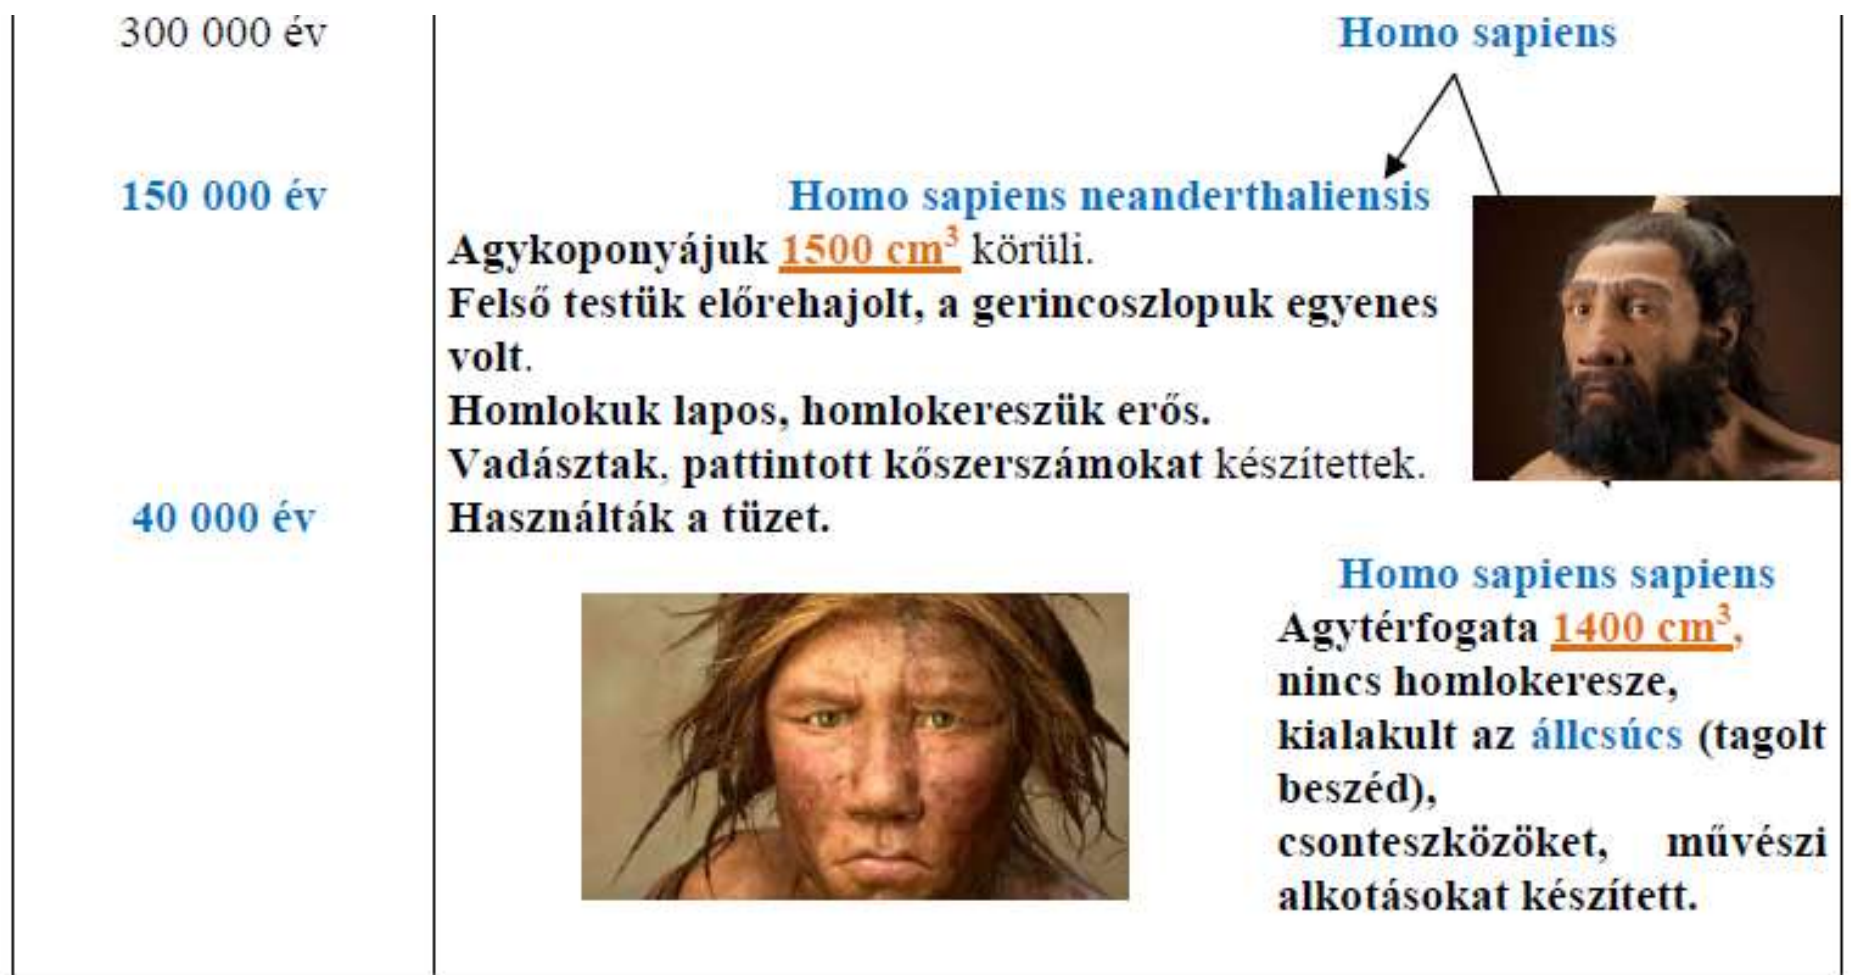 300 000 év
Homo sapiens
150 000 év
Homo sapiens neanderthaliensis
Agykoponyájuk 1500 cm³ körüli.
Felső testük előrehajolt, a gerincoszlopuk egyenes
volt.
Homlokuk lapos, homlokereszük erős.
Vadásztak, pattintott kőszerszámokat készítettek.
40 000 év
Használták a tüzet.
Homo sapiens sapiens
Agytérfogata 1400 cm³,
nincs homlokeresze,
kialakult az állcsúcs (tagolt
beszéd),
csonteszközöket, művészi
alkotásokat készített.